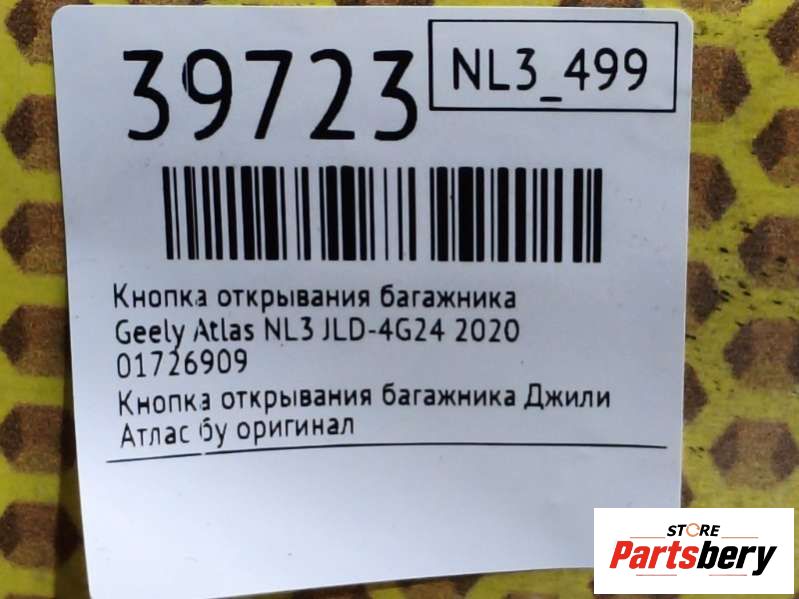 39723
NL3_499
Кнопка открывания багажника
Geely Atlas NL3 JLD-4G24 2020
01726909
Кнопка открывания багажника Джили
Атлас бу оригинал
STORE
Partsbery